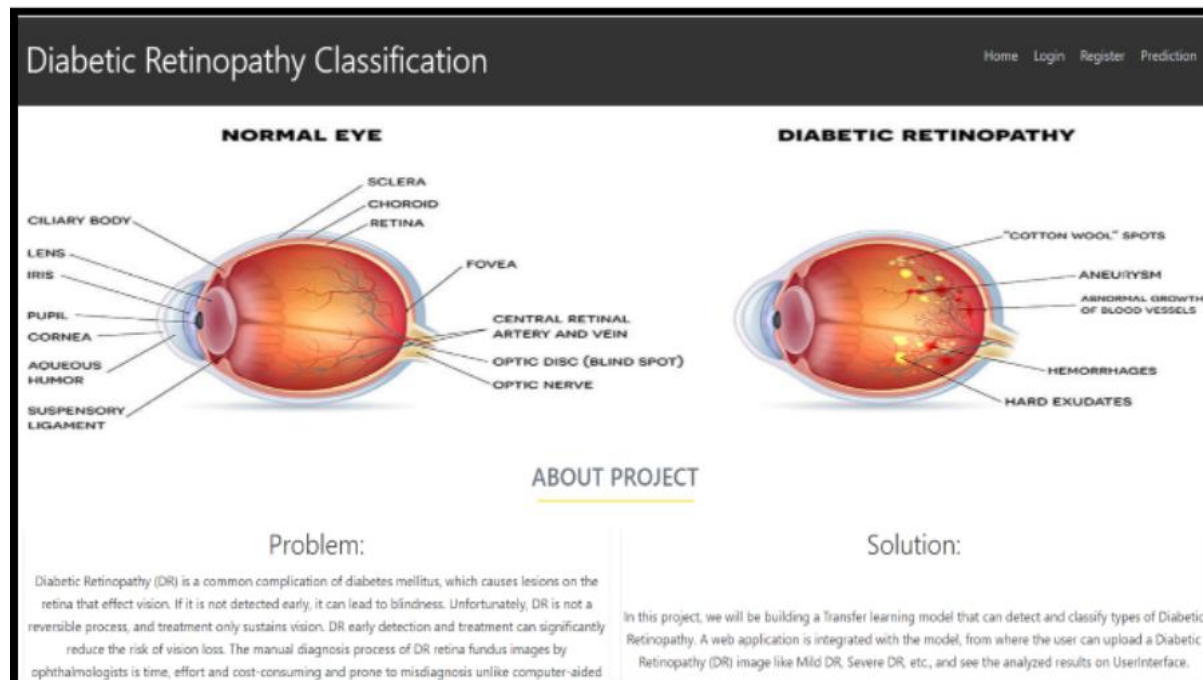 Diabetic Retinopathy Classification
Home Login Register Prediction
NORMAL EYE
SCLERA
CHOROID
RETINA
CILIARY BODY
LENS
IRIS
PUPIL
CORNEA
AQUEOUS
HUMOR
SUSPENSORY
LIGAMENT
FOVEA
CENTRAL RETINAL
ARTERY AND VEIN
OPTIC DISC (BLIND SPOT)
OPTIC NERVE
DIABETIC RETINOPATHY
"COTTON WOOL" SPOTS
ANEURYSM
ABNORMAL GROWTH
OF BLOOD VESSELS
HEMORRHAGES
HARD EXUDATES
ABOUT PROJECT
Problem:
Diabetic Retinopathy (DR) is a common complication of diabetes mellitus, which causes lesions on the
retina that effect vision. If it is not detected early, it can lead to blindness. Unfortunately, DR is not a
reversible process, and treatment only sustains vision. DR early detection and treatment can significantly
reduce the risk of vision loss. The manual diagnosis process of DR retina fundus images by
ophthalmologists is time, effort and cost-consuming and prone to misdiagnosis unlike computer-aided
Solution:
In this project, we will be building a Transfer learning model that can detect and classify types of Diabetic
Retinopathy. A web application is integrated with the model, from where the user can upload a Diabetic
Retinopathy (DR) image like Mild DR, Severe DR, etc., and see the analyzed results on UserInterface.